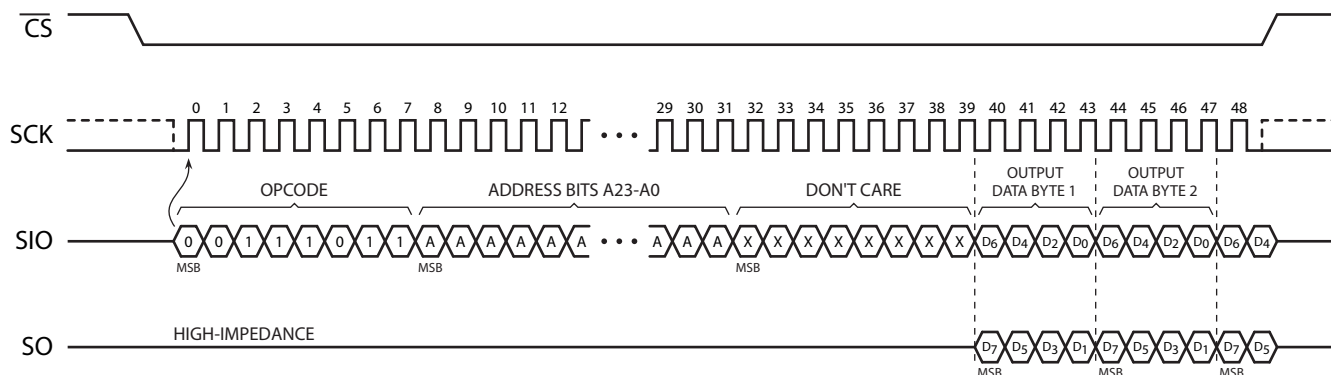 CS
0 1 2 3 4 5 6 7 8 9 10 11 12 29 30 31 32 33 34 35 36 37 38 39 40 41 42 43 44 45 46 47 48
SCK
OPCODE ADDRESS BITS A23-A0 DON'T CARE
OUTPUT DATA BYTE 1
OUTPUT DATA BYTE 2
SIO 0 0 1 1 1 0 1 1 A A A A A A A A A X X X X X X X X D6 D4 D2 D0 D6 D4 D2 D0 D6 D4
MSB MSB MSB
HIGH-IMPEDANCE
SO D7 D5 D3 D1 D7 D5 D3 D1 D7 D5
MSB MSB MSB